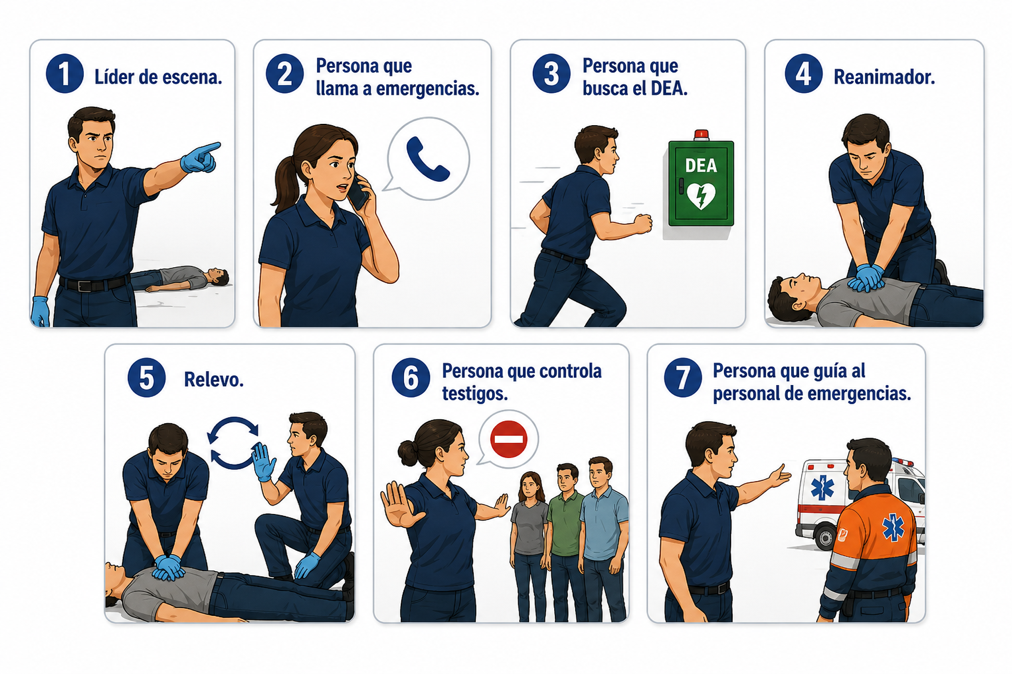 1 Líder de escena.
2 Persona que
llama a emergencias.
3 Persona que
busca el DEA.
DEA
4 Reanimador.
5 Relevo.
6 Persona que controla
testigos.
7 Persona que guía al
personal de emergencias.